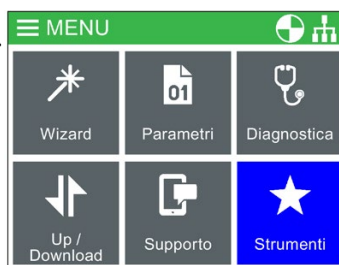 MENU
01
Wizard
Parametri
Diagnostica
Up /
Download
Supporto
Strumenti